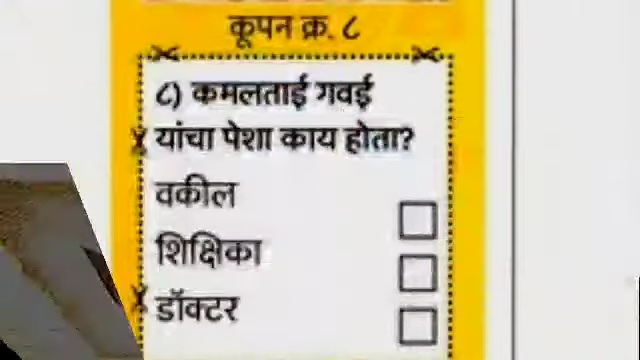 कूपन क्र. ८
८) कमलताई गवई
यांचा पेशा काय होता?
वकील
शिक्षिका
डॉक्टर